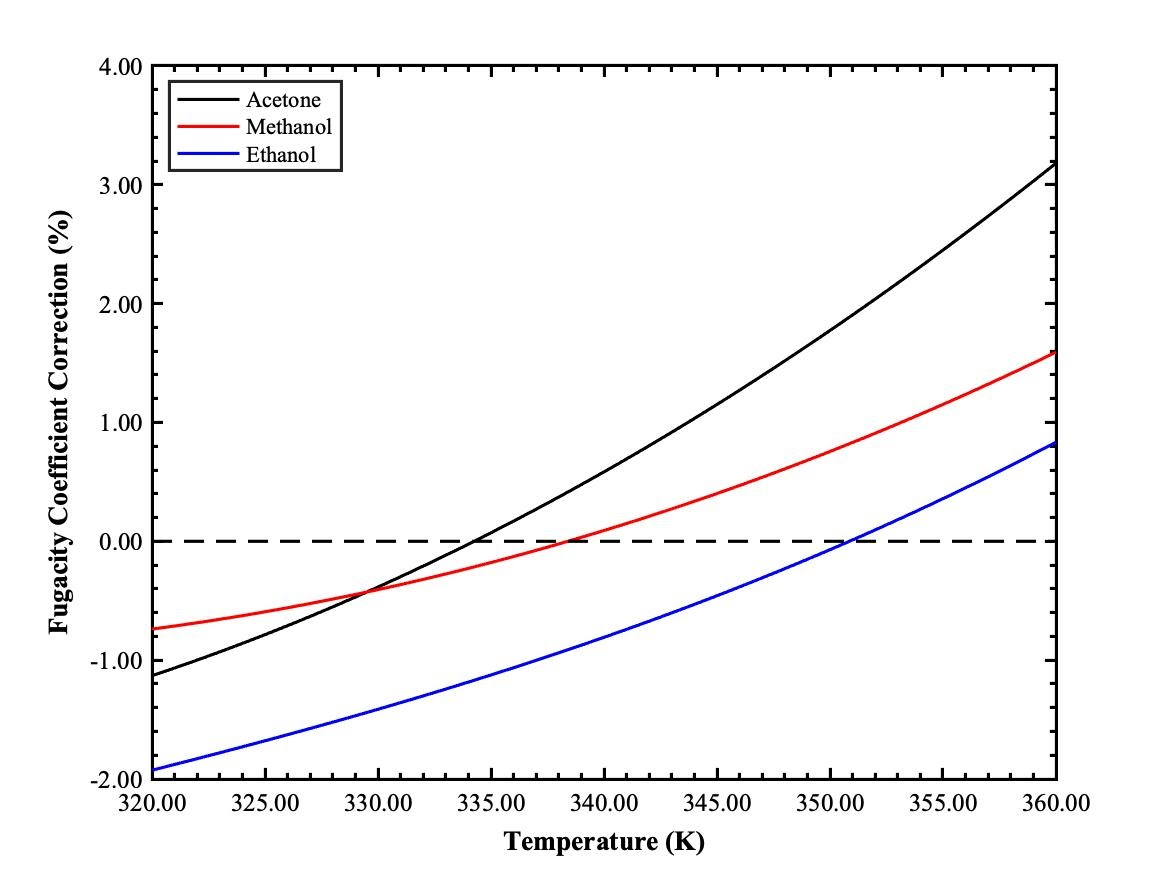 4.00
Acetone
Methanol
Ethanol
3.00
2.00
1.00
0.00
-1.00
-2.00
Fugacity Coefficient Correction (%)
320.00 325.00 330.00 335.00 340.00 345.00 350.00 355.00 360.00
Temperature (K)